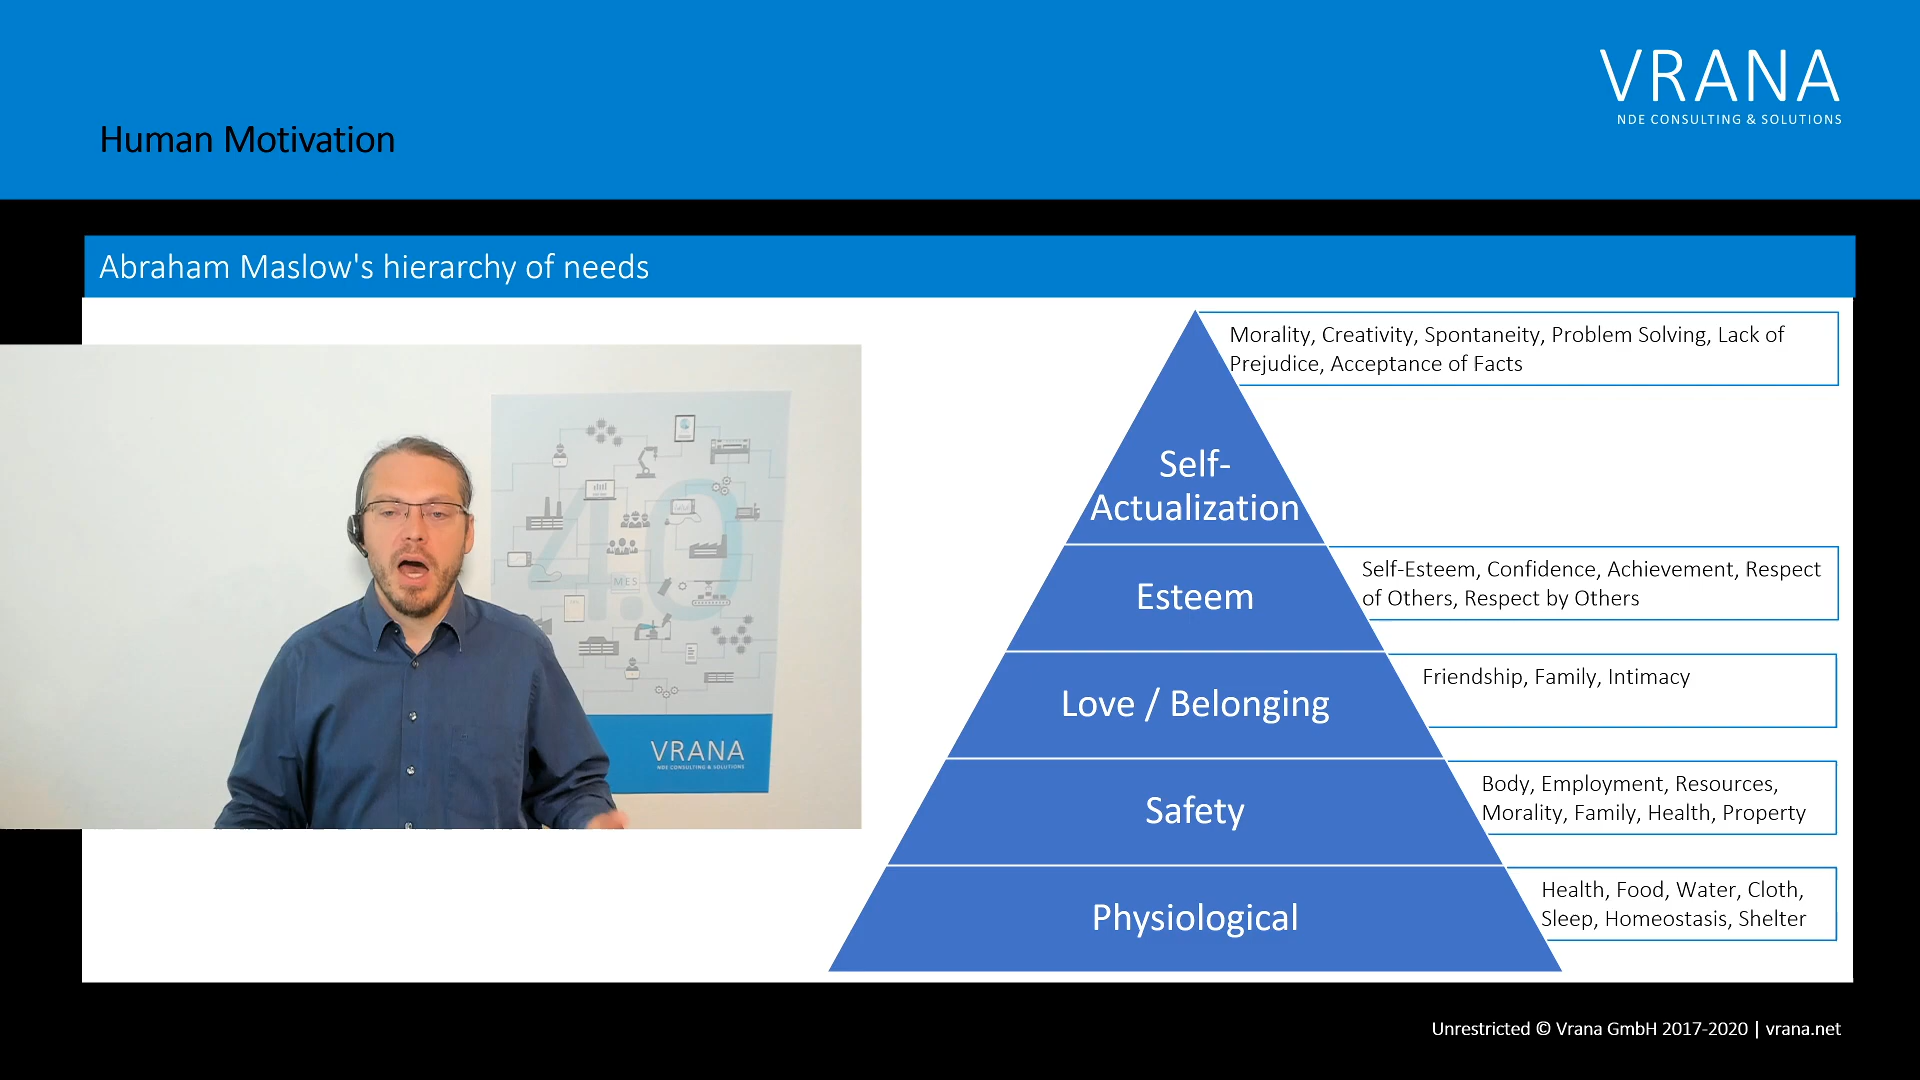 VRANA
NDE CONSULTING & SOLUTIONS
Human Motivation
Abraham Maslow's hierarchy of needs
Morality, Creativity, Spontaneity, Problem Solving, Lack of
Prejudice, Acceptance of Facts
Self-
Actualization
Self-Esteem, Confidence, Achievement, Respect
of Others, Respect by Others
Esteem
Friendship, Family, Intimacy
Love / Belonging
Body, Employment, Resources,
Morality, Family, Health, Property
Safety
Health, Food, Water, Cloth,
Sleep, Homeostasis, Shelter
Physiological
4.0
MES
VRANA
NDE CONSULTING & SOLUTIONS
Unrestricted © Vrana GmbH 2017-2020 | vrana.net